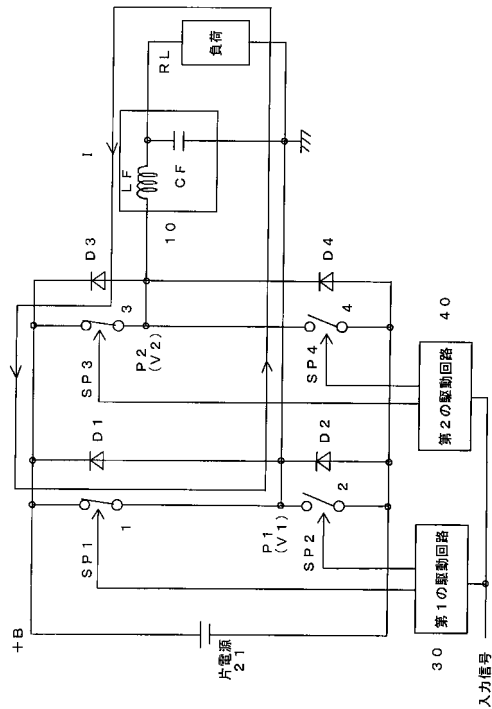 +B
片電源
21
SP1
1
D1
P1
(V1)
SP2
2
D2
SP3
3
D3
P2
(V2)
SP4
4
D4
I
LF
CF
10
RL
負荷
第1の駆動回路
30
第2の駆動回路
40
入力信号